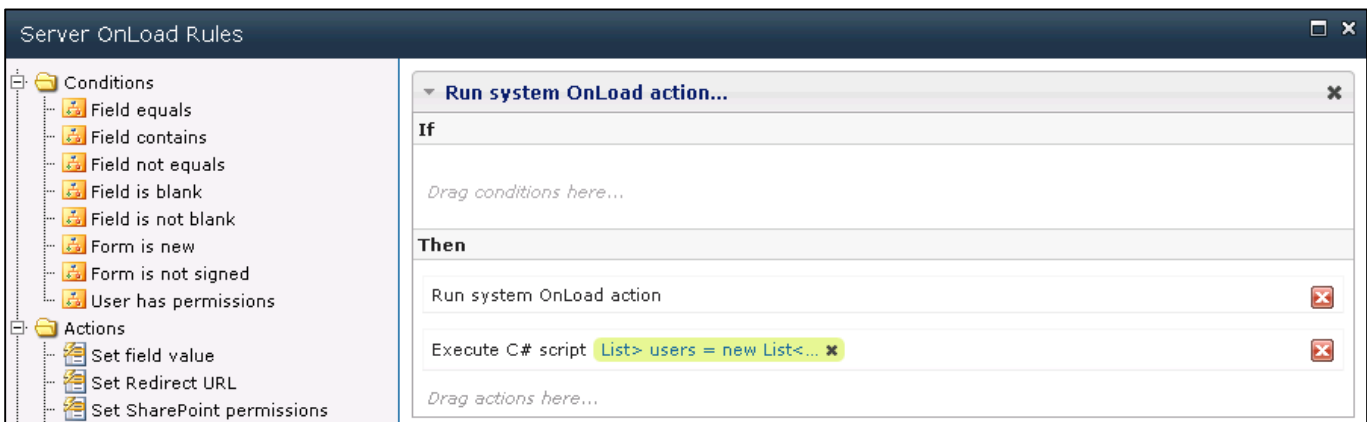 Server OnLoad Rules
Conditions
Field equals
Field contains
Field not equals
Field is blank
Field is not blank
Form is new
Form is not signed
User has permissions
Actions
Set field value
Set Redirect URL
Set SharePoint permissions
Run system OnLoad action...
If
Drag conditions here...
Then
Run system OnLoad action
Execute C# script List> users = new List<...
Drag actions here...